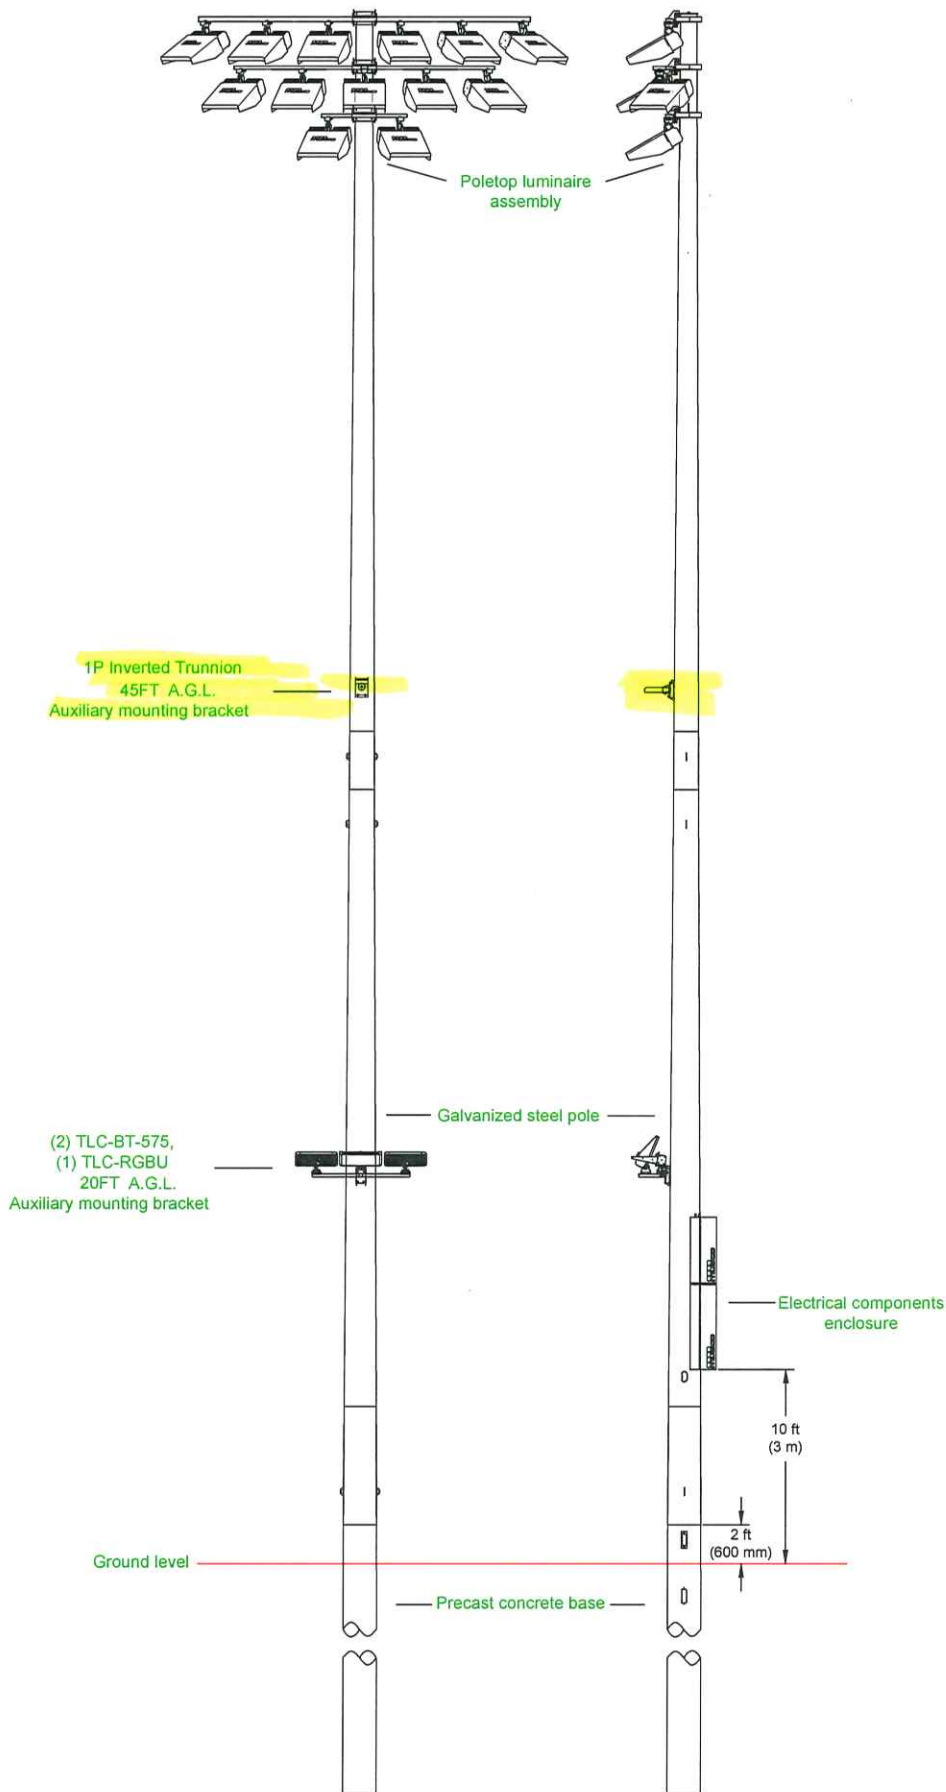 Poletop luminaire
assembly
1P Inverted Trunnion
45FT A.G.L.
Auxiliary mounting bracket
Galvanized steel pole
(2) TLC-BT-575,
(1) TLC-RGBU
20FT A.G.L.
Auxiliary mounting bracket
Electrical components
enclosure
10 ft
(3 m)
2 ft
(600 mm)
Ground level
Precast concrete base